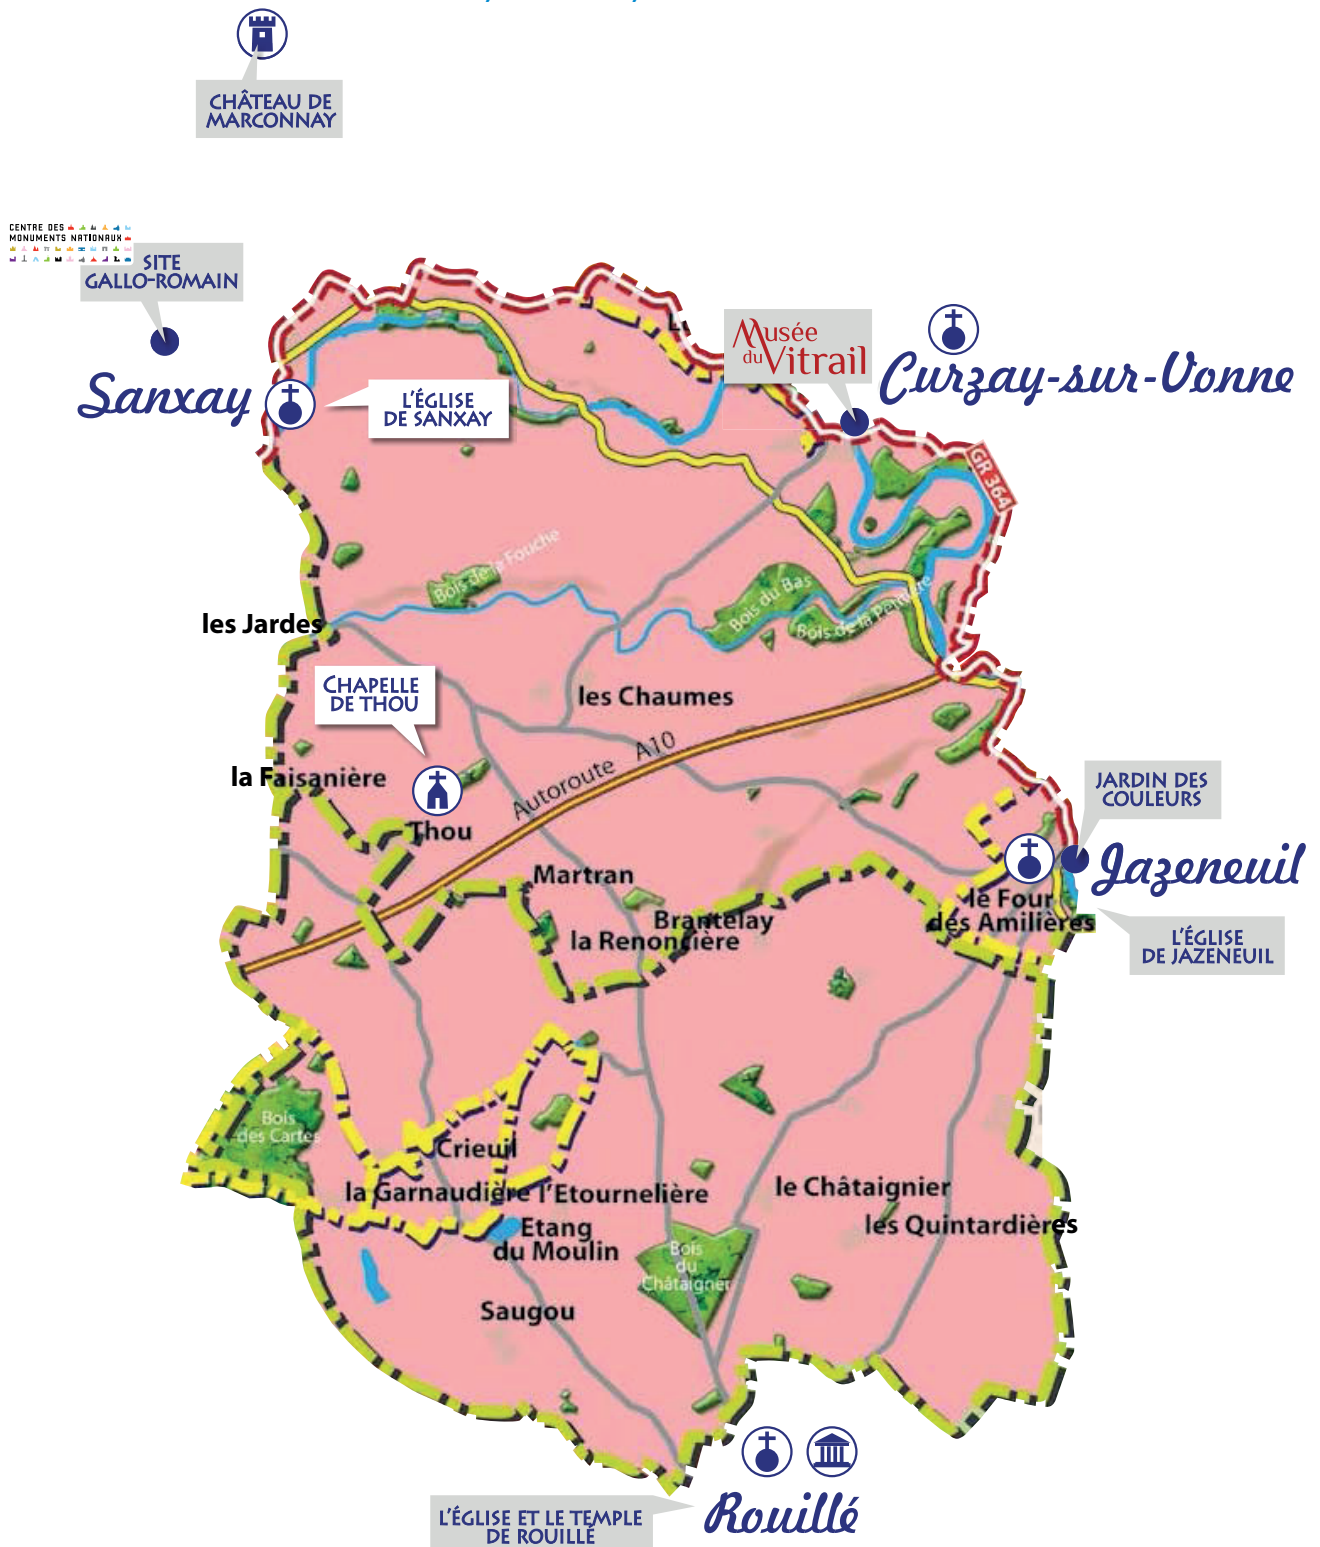 CHÂTEAU DE
MARCONNAY
CENTRE DES
MONUMENTS NATIONAUX
SITE
GALLO-ROMAIN
Musée
du Vitrail
Curzay-sur-Vonne
Sanxay
L'ÉGLISE
DE SANXAY
GR 364
Bois de la Fouche
Bois du Bas
Bois de la
les Jardes
CHAPELLE
DE THOU
les Chaumes
Autoroute A10
la Faisanière
Thou
JARDIN DES
COULEURS
Jazeneuil
Martran
Brantelay
la Renoncière
le Four
des Amilières
L'ÉGLISE
DE JAZENEUIL
Bois
des Cartes
Crieuil
la Garnaudière l'Etournelière
le Châtaignier
les Quintardières
Etang
du Moulin
Bois
du
Châtaigner
Saugou
L'ÉGLISE ET LE TEMPLE
DE ROUILLÉ
Rouillé